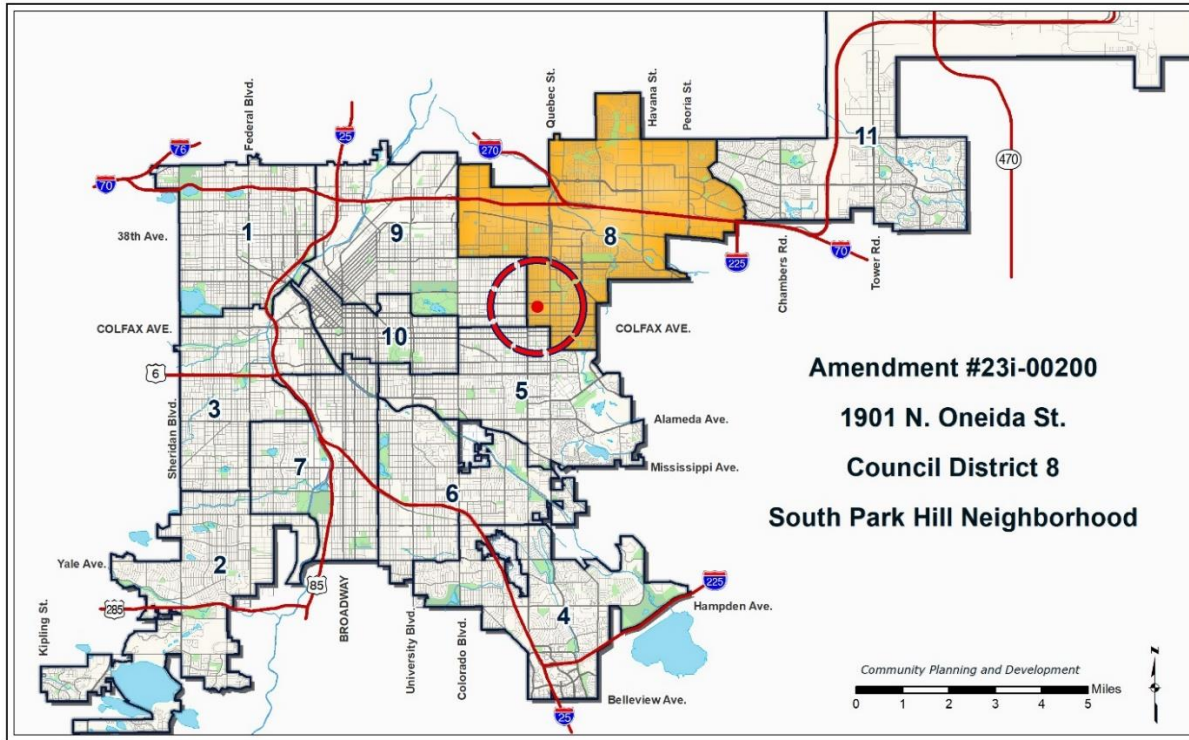 Federal Blvd.
Quebec St.
Havana St.
Peoria St.
76
25
270
70
11
470
38th Ave.
1
9
8
225
Chambers Rd.
70
Tower Rd.
COLFAX AVE.
COLFAX AVE.
10
6
3
5
Sheridan Blvd.
Alameda Ave.
7
Mississippi Ave.
6
Amendment #23i-00200
1901 N. Oneida St.
Council District 8
South Park Hill Neighborhood
Yale Ave.
2
85
BROADWAY
225
285
Kipling St.
University Blvd.
Colorado Blvd.
4
Hampden Ave.
Belleview Ave.
25
Community Planning and Development
Miles
0 1 2 3 4 5
N